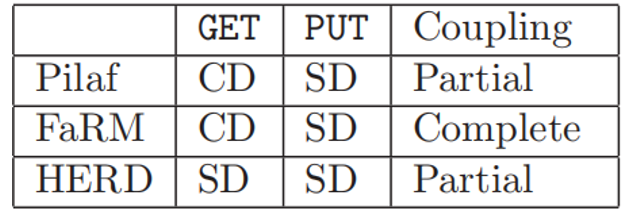 GET PUT Coupling
Pilaf CD SD Partial
FaRM CD SD Complete
HERD SD SD Partial